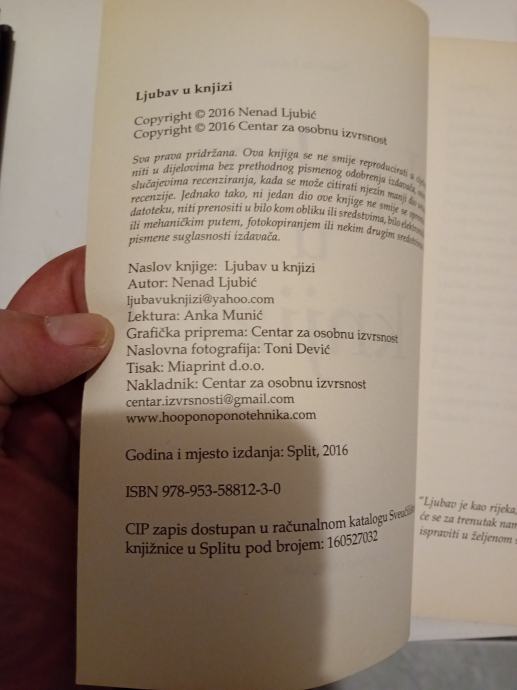 Ljubav u knjizi
Copyright © 2016 Nenad Ljubić
Copyright © 2016 Centar za osobnu izvrsnost
Sva prava pridržana. Ova knjiga se ne smije reproducirati u
niti u dijelovima bez prethodnog pismenog odobrenja izdavača,
slučajevima recenziranja, kada se može citirati njezin manji dio
recenzije. Jednako tako, ni jedan dio ove knjige ne smije se
datoteku, niti prenositi u bilo kom obliku ili sredstvima, bilo
ili mehaničkim putem, fotokopiranjem ili nekim drugim
pismene suglasnosti izdavača.
Naslov knjige: Ljubav u knjizi
Autor: Nenad Ljubić
ljubavuknjizi@yahoo.com
Lektura: Anka Munić
Grafička priprema: Centar za osobnu izvrsnost
Naslovna fotografija: Toni Dević
Tisak: Miaprint d.o.o.
Nakladnik: Centar za osobnu izvrsnost
centar.izvrsnosti@gmail.com
www.hooponoponotehnika.com
Godina i mjesto izdanja: Split, 2016
ISBN 978-953-58812-3-0
CIP zapis dostupan u računalnom katalogu
knjižnice u Splitu pod brojem: 160527032
"Ljubav je kao rijeka,
će se za trenutak
ispraviti u željenom